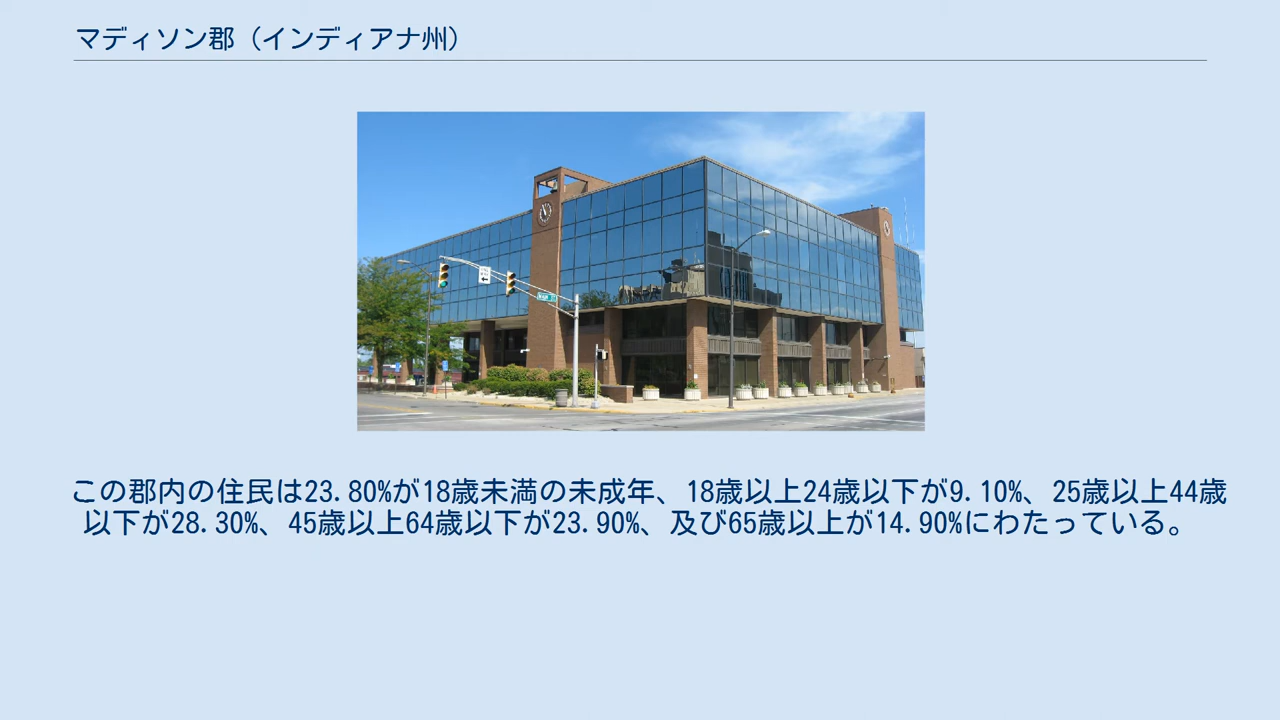 マディソン郡（インディアナ州）
この郡内の住民は23.80%が18歳未満の未成年、18歳以上24歳以下が9.10%、25歳以上44歳
以下が28.30%、45歳以上64歳以下が23.90%、及び65歳以上が14.90%にわたっている。